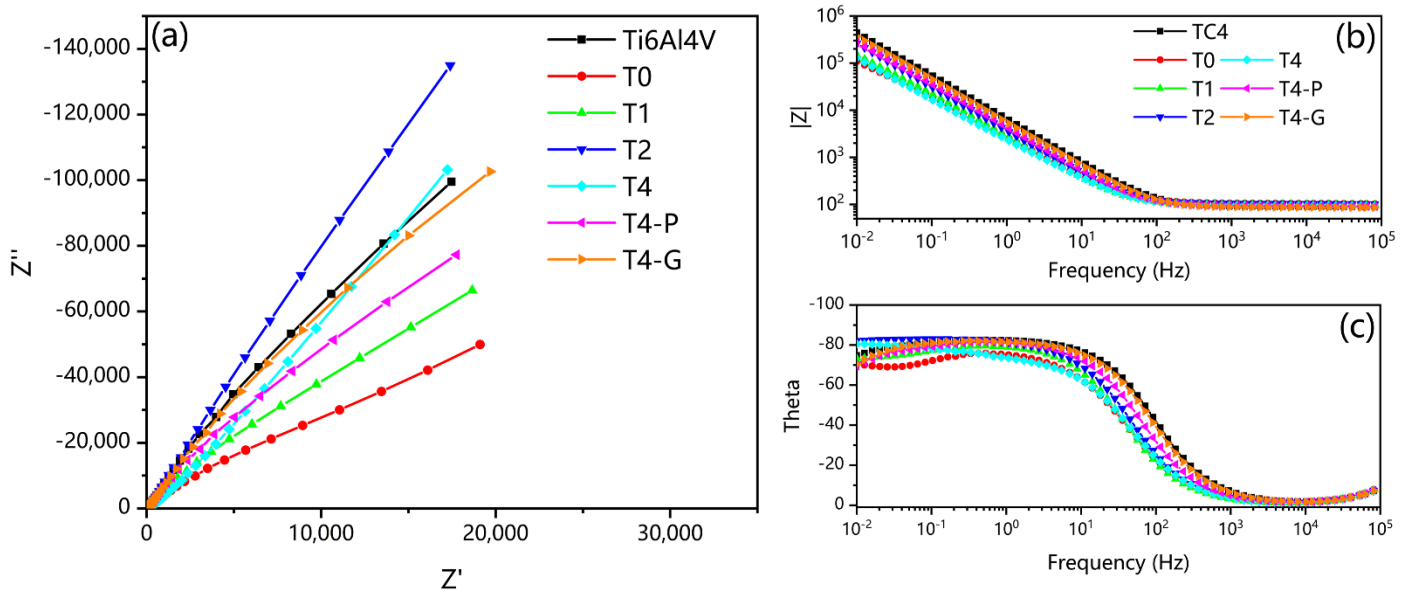 (a)
-140,000
-120,000
-100,000
-80,000
-60,000
-40,000
-20,000
0
Z''
0
10,000
20,000
30,000
Z'
Ti6Al4V
T0
T1
T2
T4
T4-P
T4-G
(b)
10^6
10^5
10^4
10^3
10^2
|Z|
TC4
T0 T4
T1 T4-P
T2 T4-G
10^-2 10^-1 10^0 10^1 10^2 10^3 10^4 10^5
Frequency (Hz)
(c)
-100
-80
-60
-40
-20
0
Theta
10^-2 10^-1 10^0 10^1 10^2 10^3 10^4 10^5
Frequency (Hz)